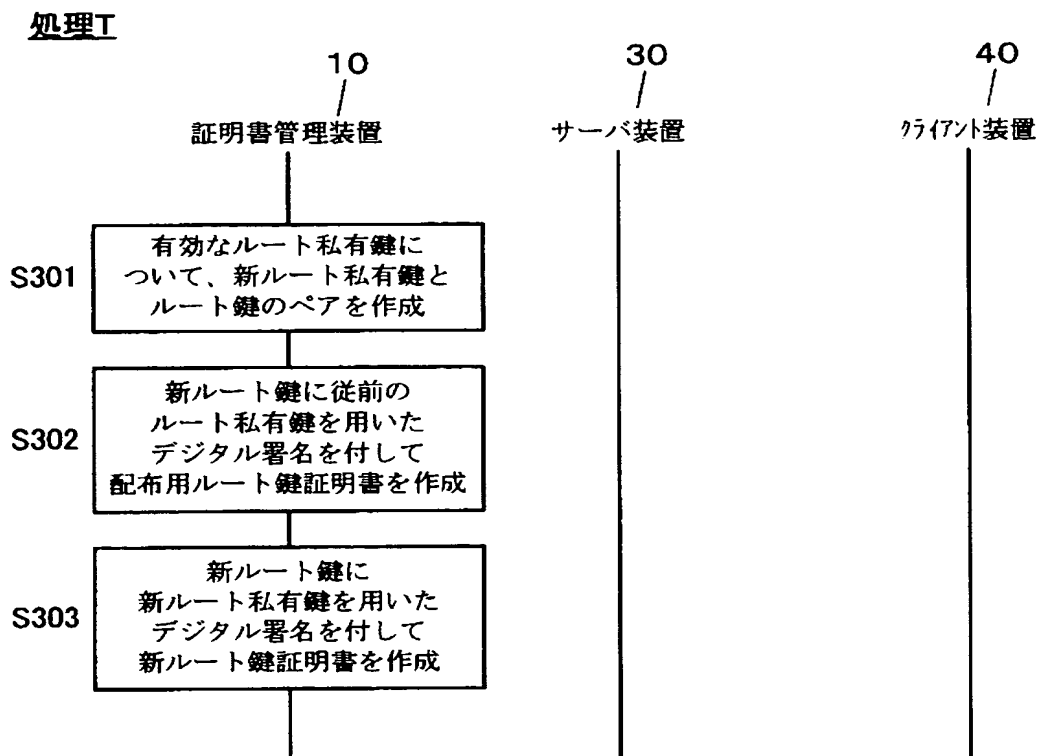 処理T
10
30
40
証明書管理装置
サーバ装置
クライアント装置
S301
有効なルート私有鍵に
ついて、新ルート私有鍵と
ルート鍵のペアを作成
S302
新ルート鍵に従前の
ルート私有鍵を用いた
デジタル署名を付して
配布用ルート鍵証明書を作成
S303
新ルート鍵に
新ルート私有鍵を用いた
デジタル署名を付して
新ルート鍵証明書を作成